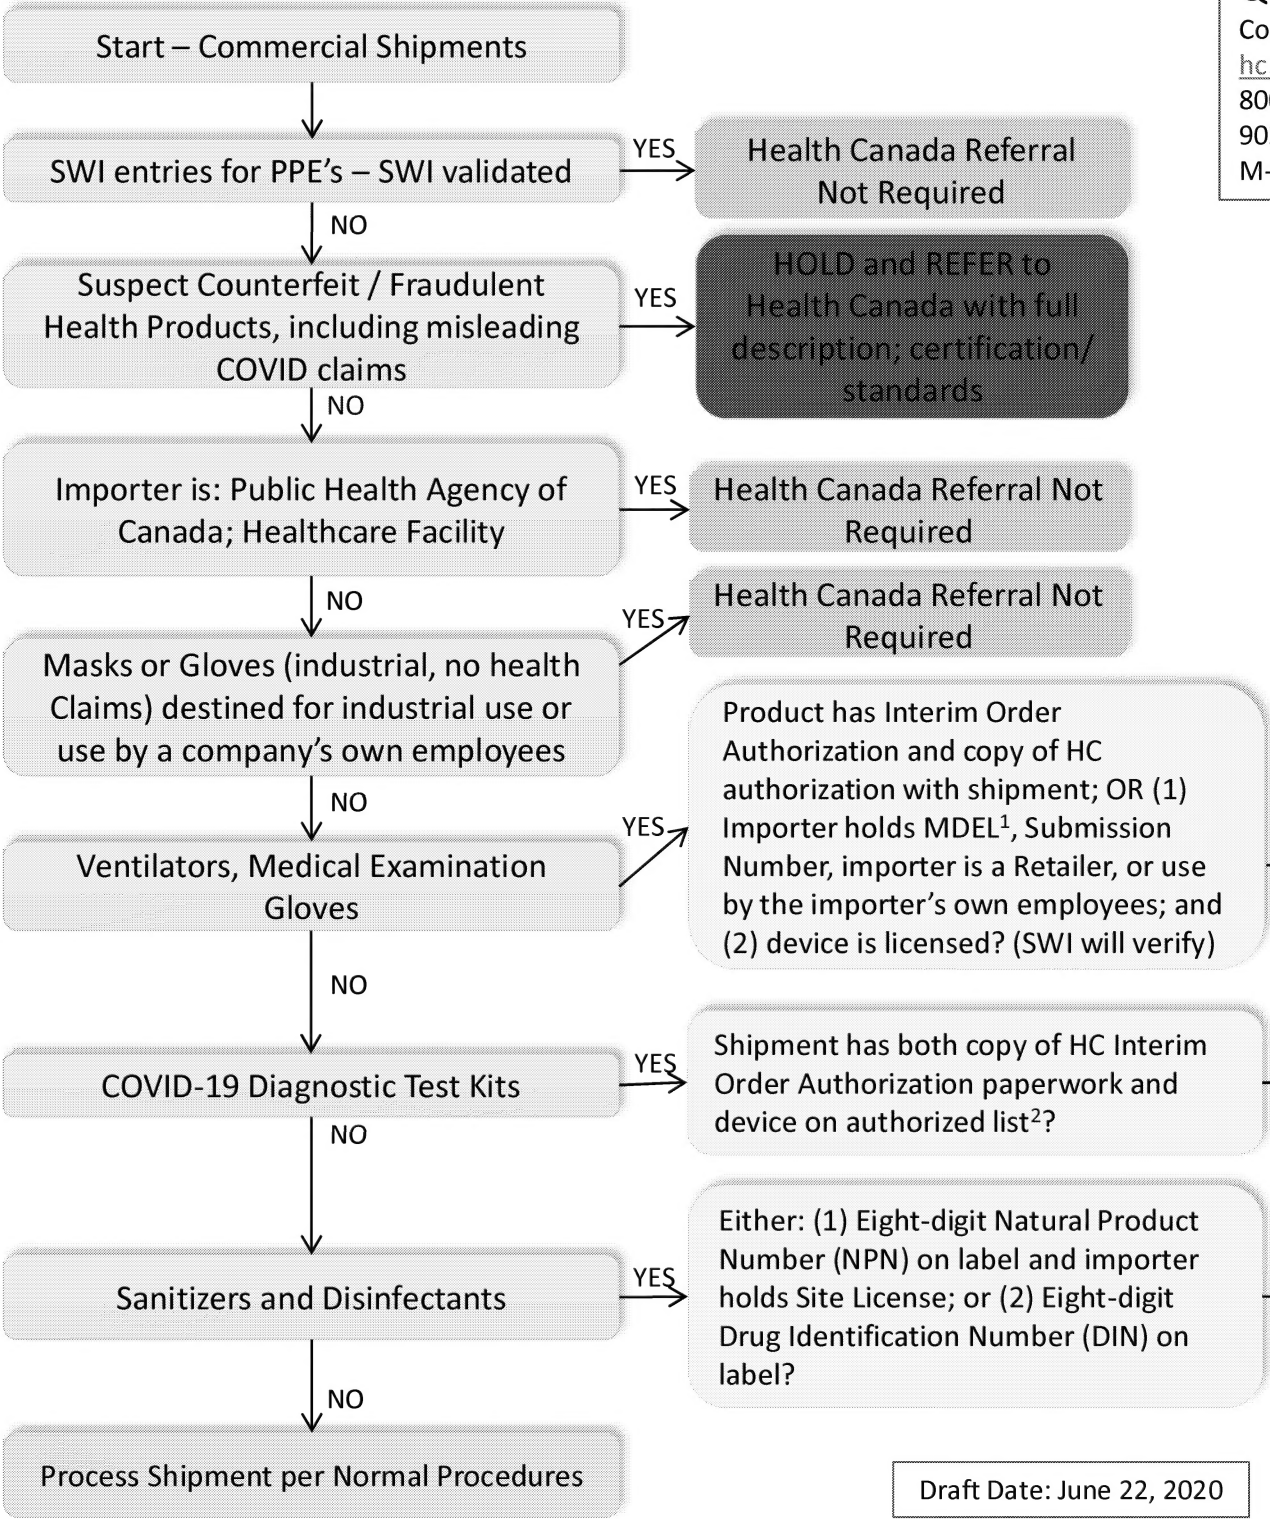 Start – Commercial Shipments
Co
hc
800
90
M-
SWI entries for PPE's – SWI validated
YES
Health Canada Referral
Not Required
NO
Suspect Counterfeit / Fraudulent
Health Products, including misleading
COVID claims
YES
HOLD and REFER to
Health Canada with full
description; certification/
standards
NO
Importer is: Public Health Agency of
Canada; Healthcare Facility
YES
Health Canada Referral Not
Required
NO
Masks or Gloves (industrial, no health
Claims) destined for industrial use or
use by a company's own employees
YES
Health Canada Referral Not
Required
NO
Ventilators, Medical Examination
Gloves
YES
Product has Interim Order
Authorization and copy of HC
authorization with shipment; OR (1)
Importer holds MDEL¹, Submission
Number, importer is a Retailer, or use
by the importer's own employees; and
(2) device is licensed? (SWI will verify)
NO
COVID-19 Diagnostic Test Kits
YES
Shipment has both copy of HC Interim
Order Authorization paperwork and
device on authorized list²?
NO
Sanitizers and Disinfectants
YES
Either: (1) Eight-digit Natural Product
Number (NPN) on label and importer
holds Site License; or (2) Eight-digit
Drug Identification Number (DIN) on
label?
NO
Process Shipment per Normal Procedures
Draft Date: June 22, 2020